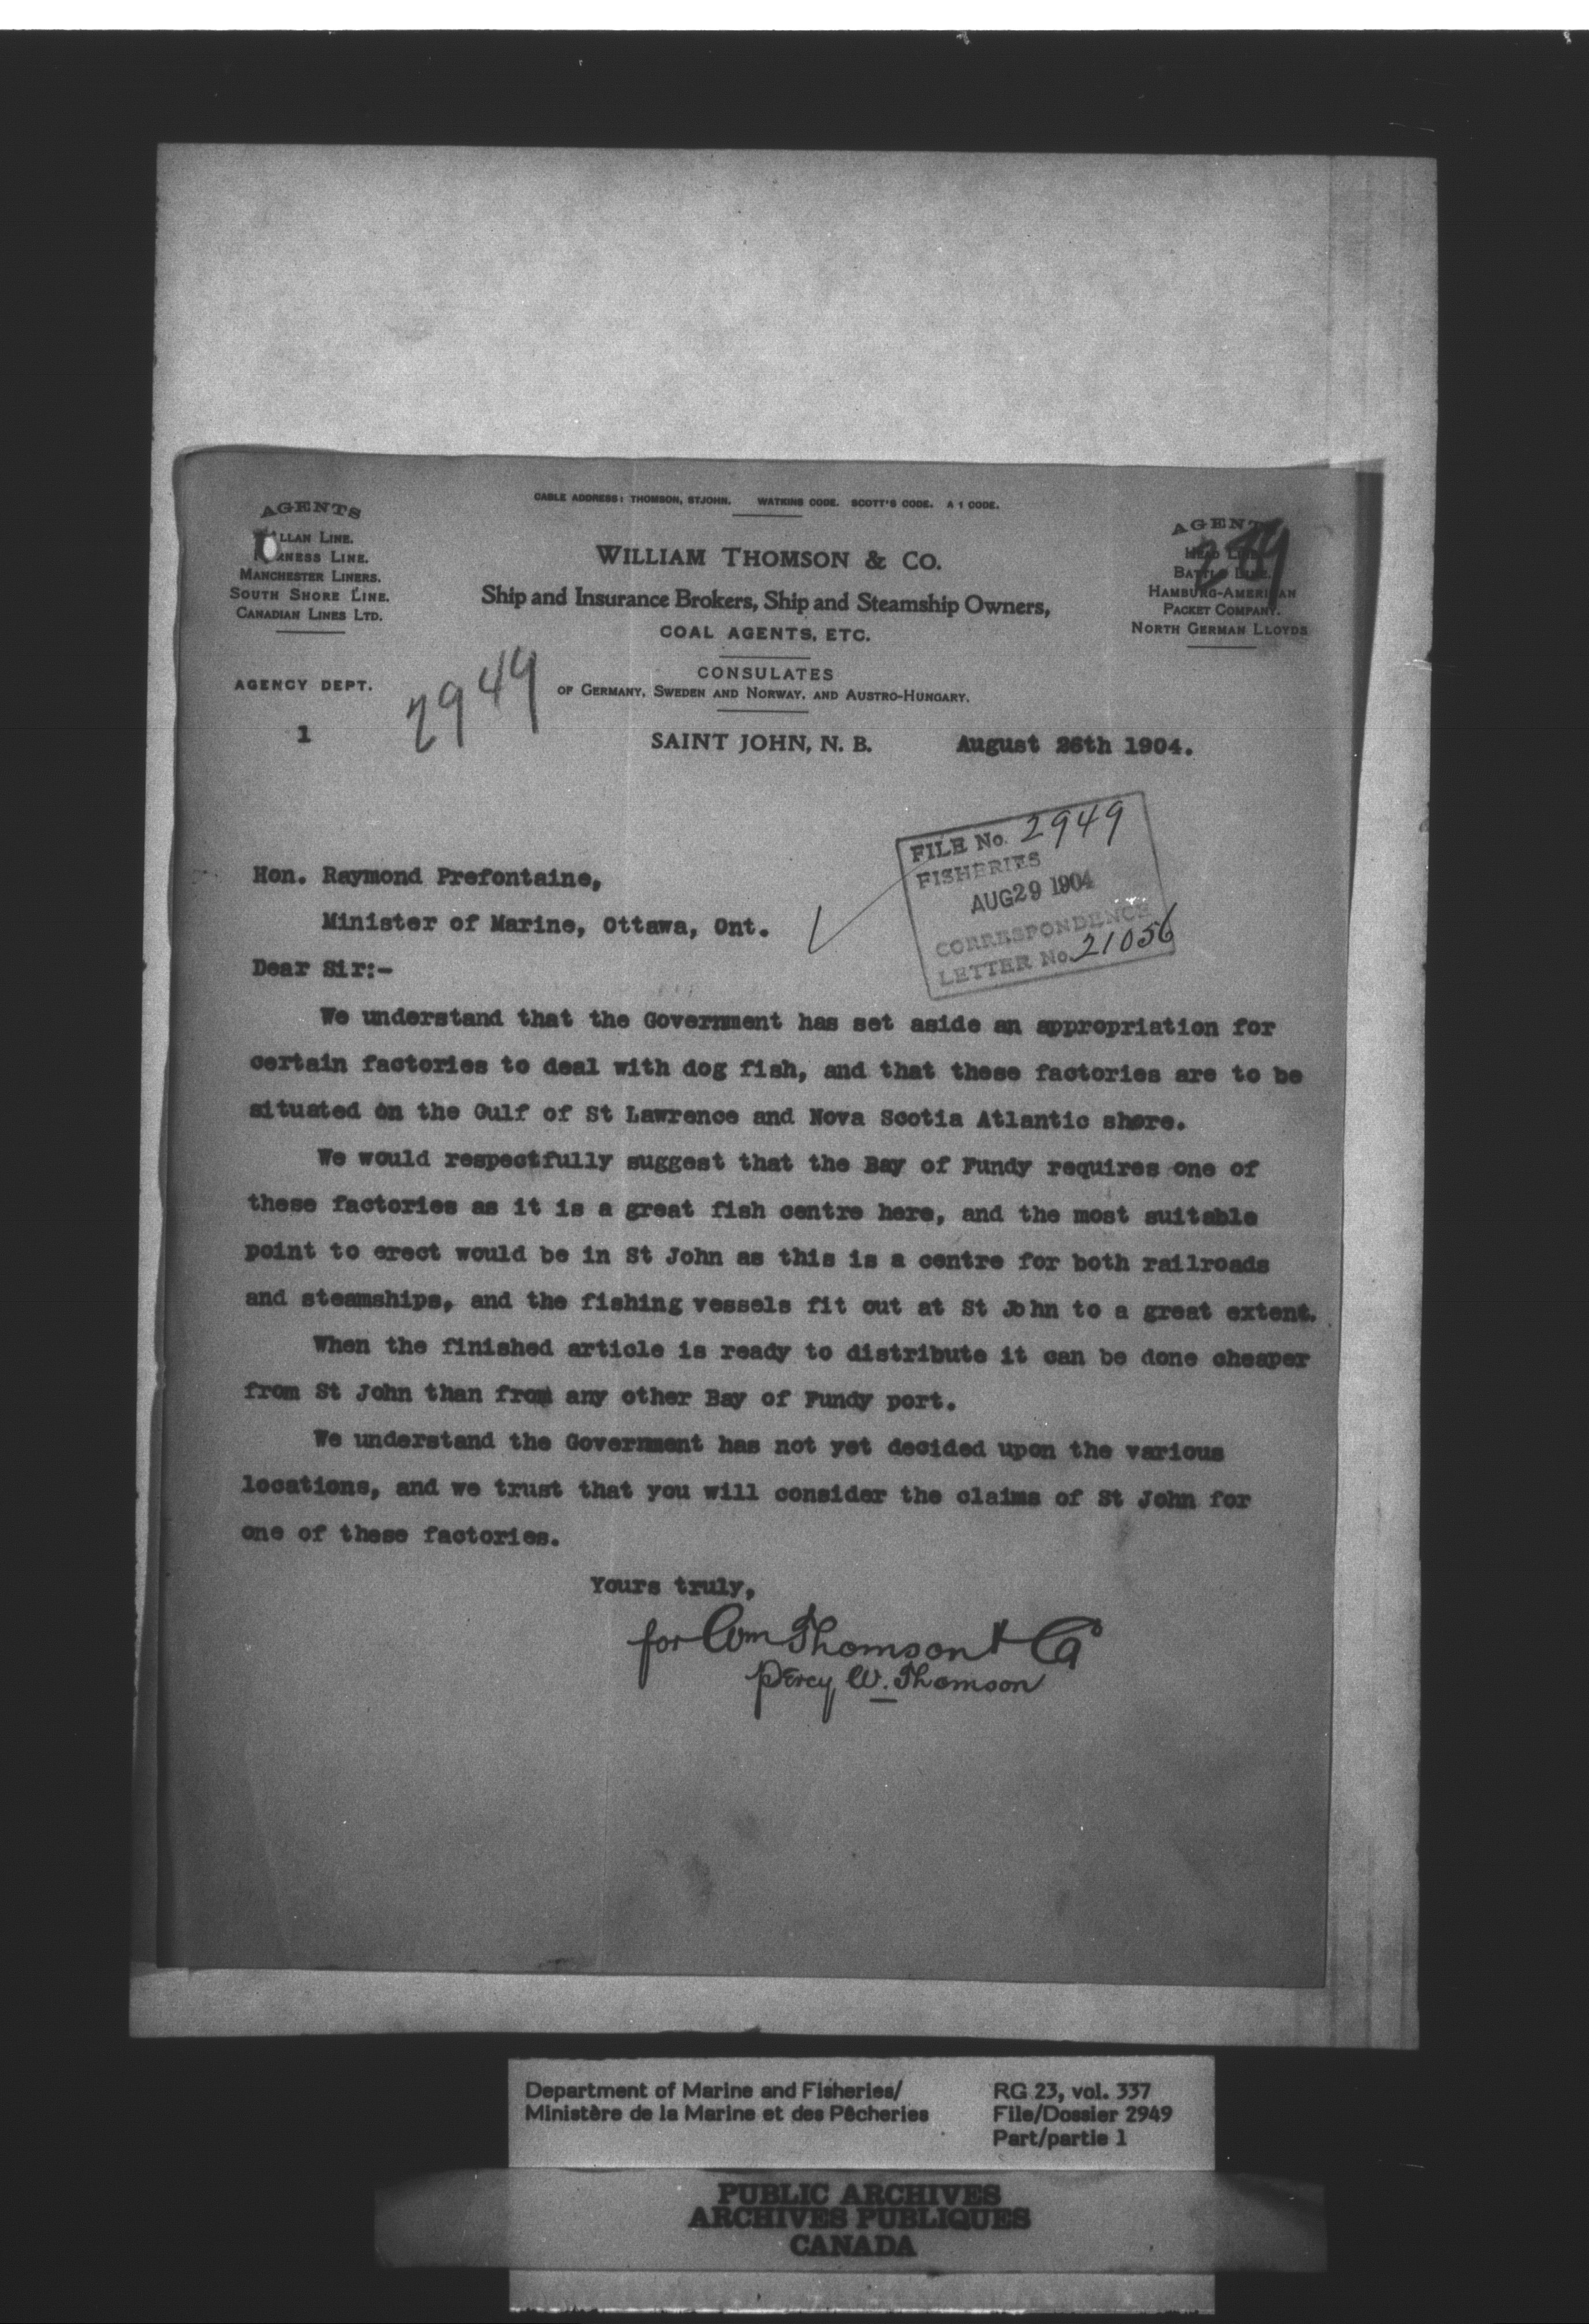 CABLE ADDRESS: THOMSON, STJOHN. WATKINS CODE. SCOTT'S CODE. A 1 CODE.
AGENTS
ALLAN LINE.
LINE.
MANCHESTER LINERS.
SOUTH SHORE LINE.
CANADIAN LINES LTD.
WILLIAM THOMSON & CO.
Ship and Insurance Brokers, Ship and Steamship Owners,
COAL AGENTS, ETC.
CONSULATES
OF GERMANY, SWEDEN AND NORWAY, AND AUSTRO-HUNGARY.
AGENTS
HEAD LINE.
BATTLE LINE.
HAMBURG-AMERICAN
PACKET COMPANY.
NORTH GERMAN LLOYDS
AGENCY DEPT.
2949
1
SAINT JOHN, N. B. August 26th 1904.
FILE No. 2949
FISHERIES
AUG 29 1904
CORRESPONDENCE
LETTER No. 21056
Hon. Raymond Prefontaine,
Minister of Marine, Ottawa, Ont.
Dear Sir:-
We understand that the Government has set aside an appropriation for
certain factories to deal with dog fish, and that these factories are to be
situated on the Gulf of St Lawrence and Nova Scotia Atlantic shore.
We would respectfully suggest that the Bay of Fundy requires one of
these factories as it is a great fish centre here, and the most suitable
point to erect would be in St John as this is a centre for both railroads
and steamships, and the fishing vessels fit out at St John to a great extent.
When the finished article is ready to distribute it can be done cheaper
from St John than from any other Bay of Fundy port.
We understand the Government has not yet decided upon the various
locations, and we trust that you will consider the claims of St John for
one of these factories.
Yours truly,
for Wm Thomson & Co
Percy W. Thomson
Department of Marine and Fisheries/
Ministère de la Marine et des Pêcheries
RG 23, vol. 337
File/Dossier 2949
Part/partie 1
PUBLIC ARCHIVES
ARCHIVES PUBLIQUES
CANADA